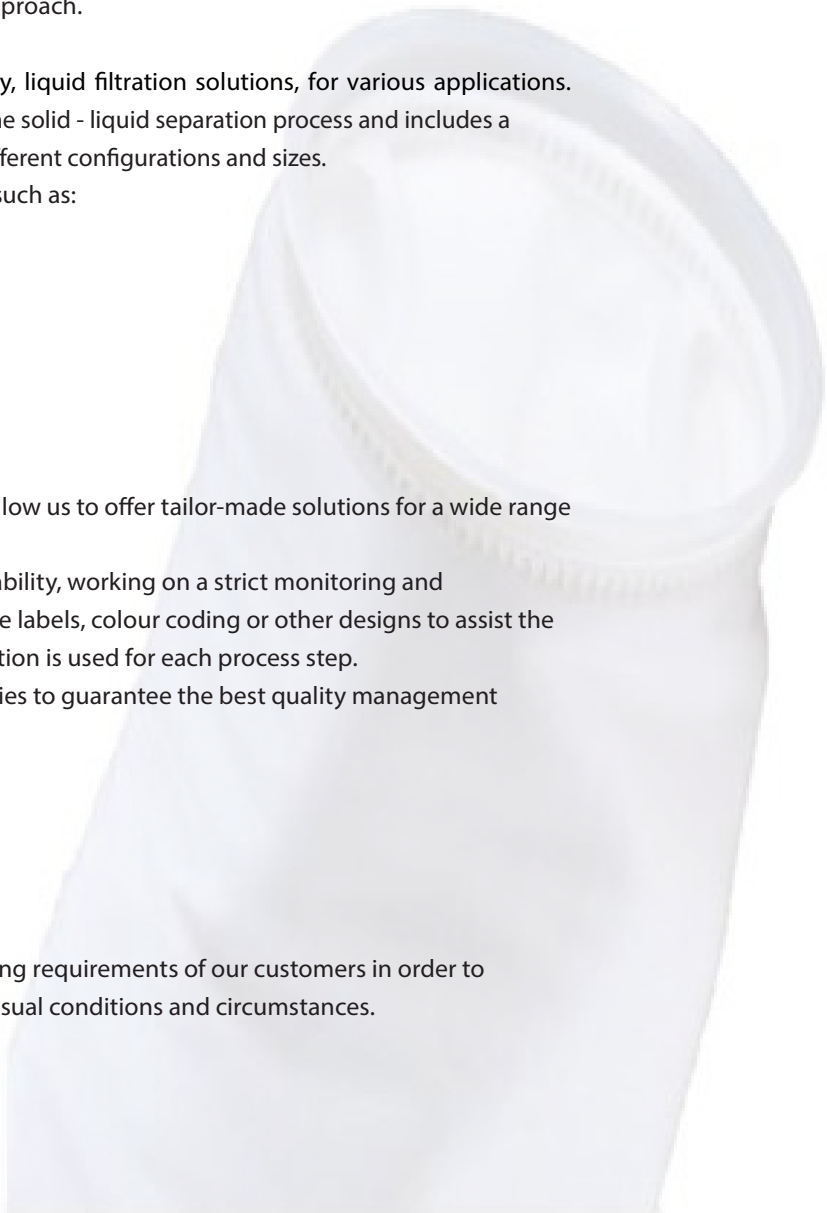 proach.
y, liquid filtration solutions, for various applications.
he solid - liquid separation process and includes a
fferent configurations and sizes.
such as:
low us to offer tailor-made solutions for a wide range
ability, working on a strict monitoring and
e labels, colour coding or other designs to assist the
tion is used for each process step.
ies to guarantee the best quality management
ng requirements of our customers in order to
sual conditions and circumstances.